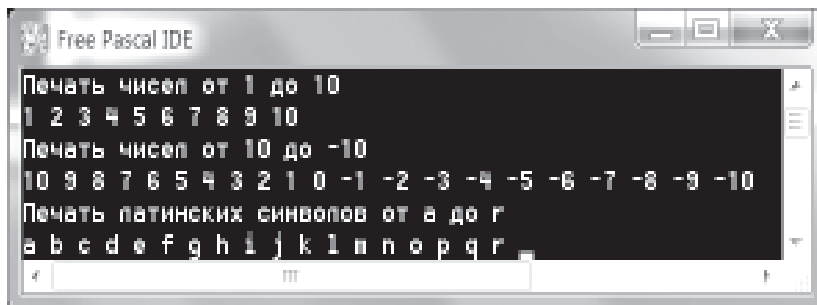 Free Pascal IDE
Печать чисел от 1 до 10
1 2 3 4 5 6 7 8 9 10
Печать чисел от 10 до -10
10 9 8 7 6 5 4 3 2 1 0 -1 -2 -3 -4 -5 -6 -7 -8 -9 -10
Печать латинских символов от a до r
a b c d e f g h i j k l m n o p q r _